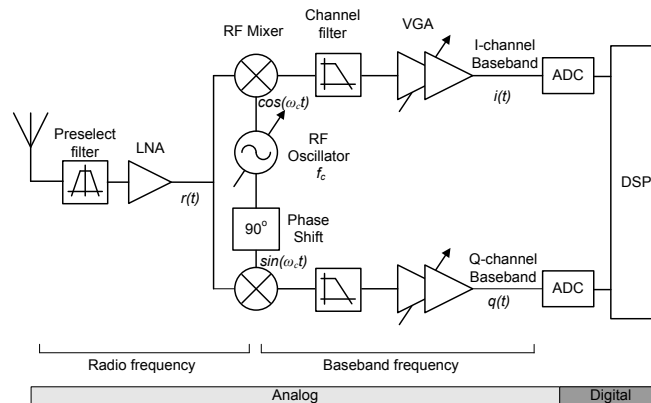 Channel
filter
VGA
RF Mixer
I-channel
Baseband
ADC
cos(ωct)
i(t)
Preselect
filter
LNA
RF
Oscillator
fc
r(t)
DSP
90°
Phase
Shift
sin(ωct)
Q-channel
Baseband
ADC
q(t)
Radio frequency
Baseband frequency
Analog
Digital